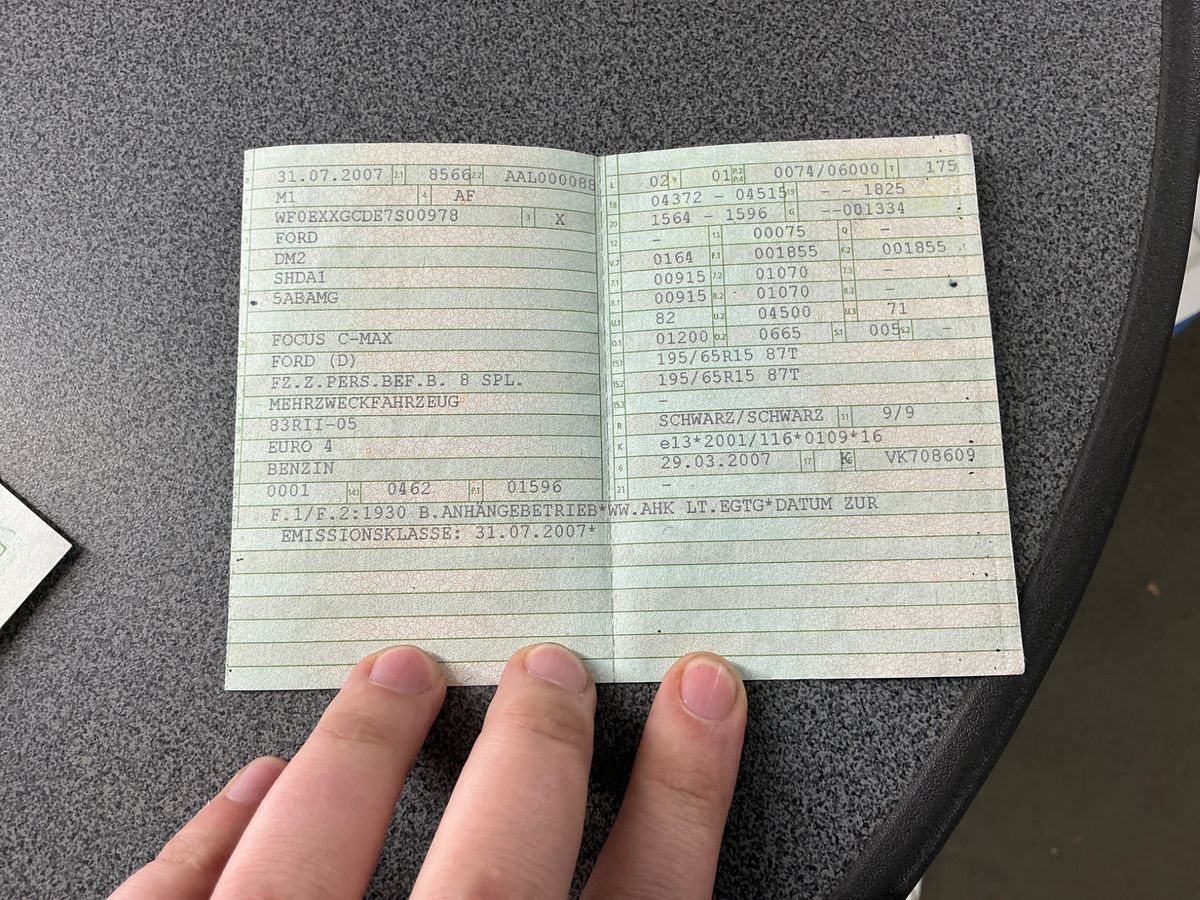 31.07.2007 2.1 8566 2.2 AAL000088
M1 4 AF
WF0EXXGCDE7S00978 3 X
FORD
DM2
SHDA1
5ABAMG
FOCUS C-MAX
FORD (D)
FZ.Z.PERS.BEF.B. 8 SPL.
MEHRZWECKFAHRZEUG
83RII-05
EURO 4
BENZIN
0001 14.1 0462 P.1 01596
L 02 9 01 P.2 P.4 0074/06000 T 175
18 04372 - 04515 19 - - 1825
20 1564 - 1596 G --001334
12 - 13 00075 Q -
V.7 0164 F.1 001855 F.2 001855
7.1 00915 7.2 01070 7.3 -
8.1 00915 8.2 01070 8.3 -
U.1 82 U.2 04500 U.3 71
O.1 01200 O.2 0665 S.1 005 S.2 -
15.1 195/65R15 87T
15.2 195/65R15 87T
15.3 -
R SCHWARZ/SCHWARZ 11 9/9
K e13*2001/116*0109*16
6 29.03.2007 17 K 16 VK708609
21 -
F.1/F.2:1930 B.ANHÄNGEBETRIEB*WW.AHK LT.EGTG*DATUM ZUR
EMISSIONSKLASSE: 31.07.2007*